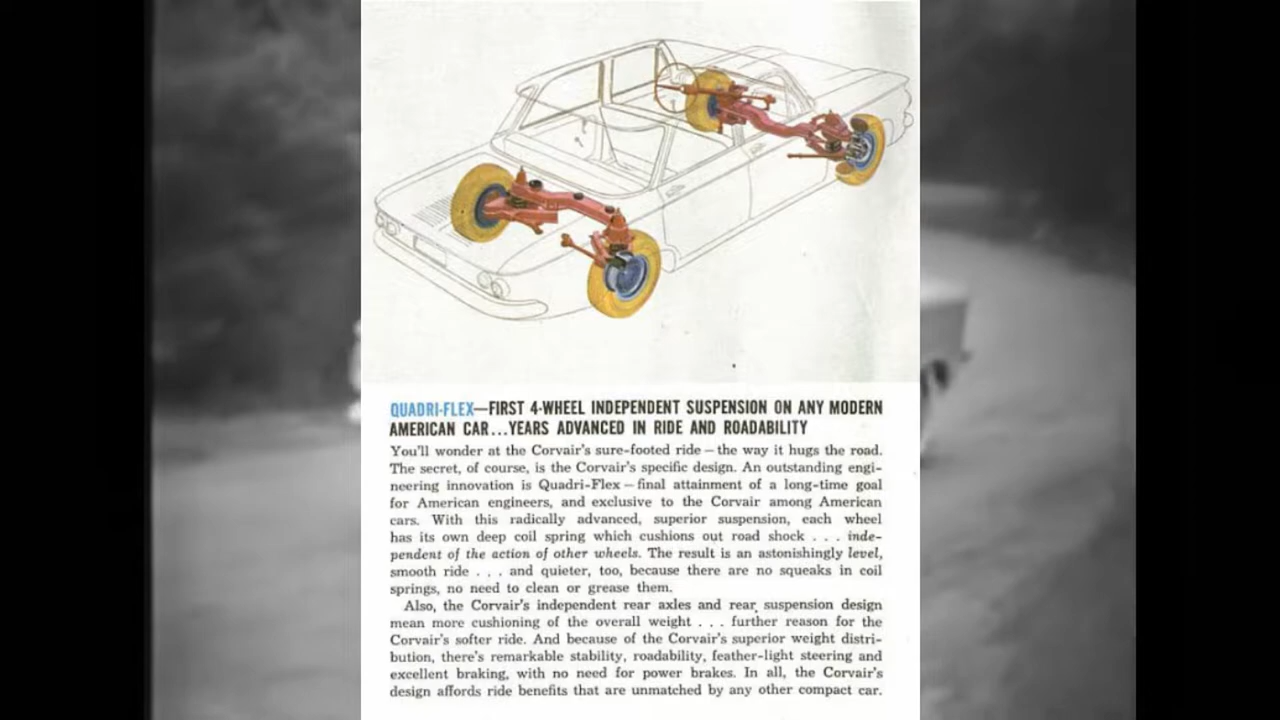 QUADRI-FLEX—FIRST 4-WHEEL INDEPENDENT SUSPENSION ON ANY MODERN
AMERICAN CAR...YEARS ADVANCED IN RIDE AND ROADABILITY
You'll wonder at the Corvair's sure-footed ride — the way it hugs the road.
The secret, of course, is the Corvair's specific design. An outstanding engi-
neering innovation is Quadri-Flex — final attainment of a long-time goal
for American engineers, and exclusive to the Corvair among American
cars. With this radically advanced, superior suspension, each wheel
has its own deep coil spring which cushions out road shock . . . inde-
pendent of the action of other wheels. The result is an astonishingly level,
smooth ride . . . and quieter, too, because there are no squeaks in coil
springs, no need to clean or grease them.
Also, the Corvair's independent rear axles and rear suspension design
mean more cushioning of the overall weight . . . further reason for the
Corvair's softer ride. And because of the Corvair's superior weight distri-
bution, there's remarkable stability, roadability, feather-light steering and
excellent braking, with no need for power brakes. In all, the Corvair's
design affords ride benefits that are unmatched by any other compact car.